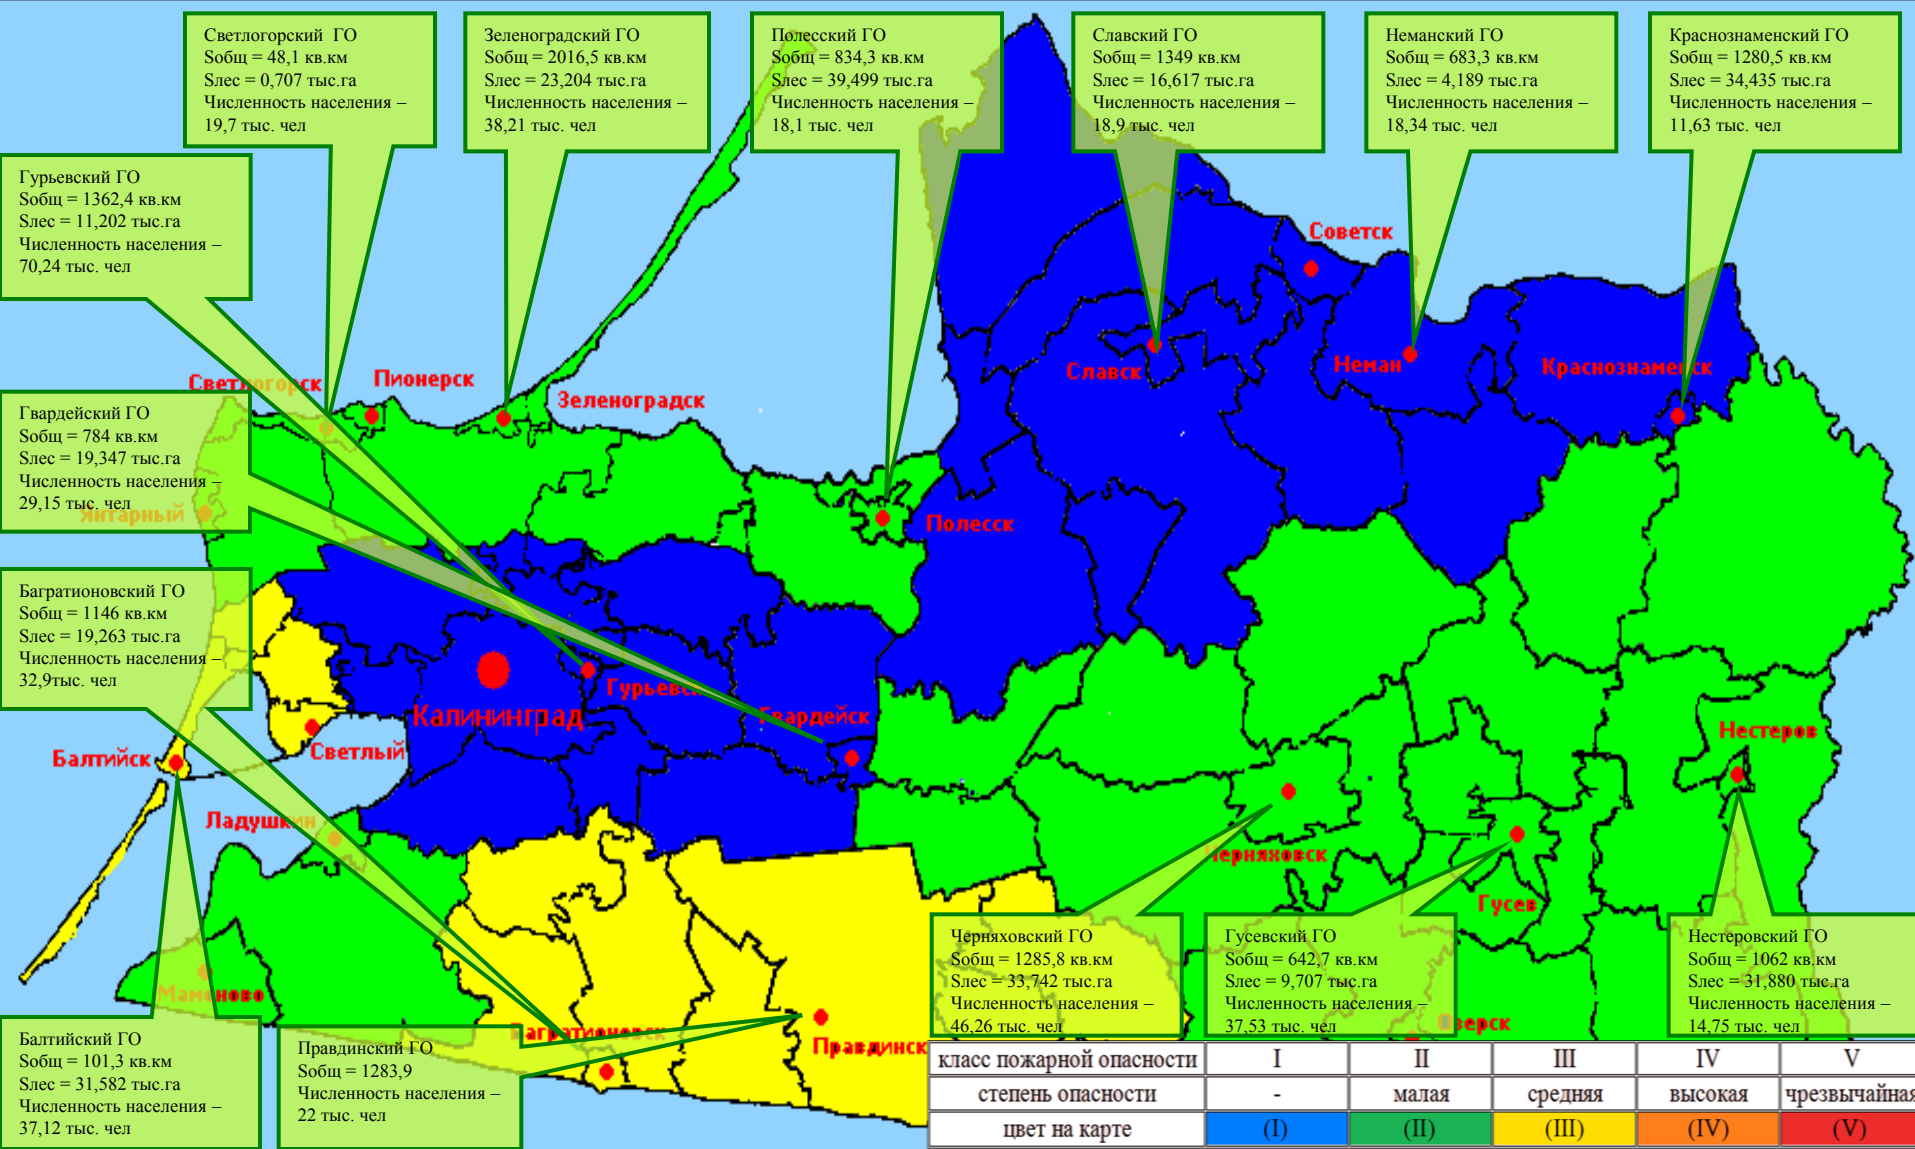 Светлогорский ГО
Sобщ = 48,1 кв.км
Sлес = 0,707 тыс.га
Численность населения –
19,7 тыс. чел
Зеленоградский ГО
Sобщ = 2016,5 кв.км
Sлес = 23,204 тыс.га
Численность населения –
38,21 тыс. чел
Полесский ГО
Sобщ = 834,3 кв.км
Sлес = 39,499 тыс.га
Численность населения –
18,1 тыс. чел
Славский ГО
Sобщ = 1349 кв.км
Sлес = 16,617 тыс.га
Численность населения –
18,9 тыс. чел
Неманский ГО
Sобщ = 683,3 кв.км
Sлес = 4,189 тыс.га
Численность населения –
18,34 тыс. чел
Краснознаменский ГО
Sобщ = 1280,5 кв.км
Sлес = 34,435 тыс.га
Численность населения –
11,63 тыс. чел
Гурьевский ГО
Sобщ = 1362,4 кв.км
Sлес = 11,202 тыс.га
Численность населения –
70,24 тыс. чел
Советск
Славск
Неман
Краснознаменск
Светлогорск
Пионерск
Зеленоградск
Гвардейский ГО
Sобщ = 784 кв.км
Sлес = 19,347 тыс.га
Численность населения –
29,15 тыс. чел
Янтарный
Полесск
Багратионовский ГО
Sобщ = 1146 кв.км
Sлес = 19,263 тыс.га
Численность населения –
32,9тыс. чел
Гурьевск
Калининград
Гвардейск
Нестеров
Балтийск
Светлый
Ладушкин
Черняховск
Гусев
Мамоново
Черняховский ГО
Sобщ = 1285,8 кв.км
Sлес = 33,742 тыс.га
Численность населения –
46,26 тыс. чел
Гусевский ГО
Sобщ = 642,7 кв.км
Sлес = 9,707 тыс.га
Численность населения –
37,53 тыс. чел
Нестеровский ГО
Sобщ = 1062 кв.км
Sлес = 31,880 тыс.га
Численность населения –
14,75 тыс. чел
Озерск
Балтийский ГО
Sобщ = 101,3 кв.км
Sлес = 31,582 тыс.га
Численность населения –
37,12 тыс. чел
Правдинский ГО
Sобщ = 1283,9
Численность населения –
22 тыс. чел
Багратионовск
Правдинск
класс пожарной опасности I II III IV V
степень опасности - малая средняя высокая чрезвычайная
цвет на карте (I) (II) (III) (IV) (V)